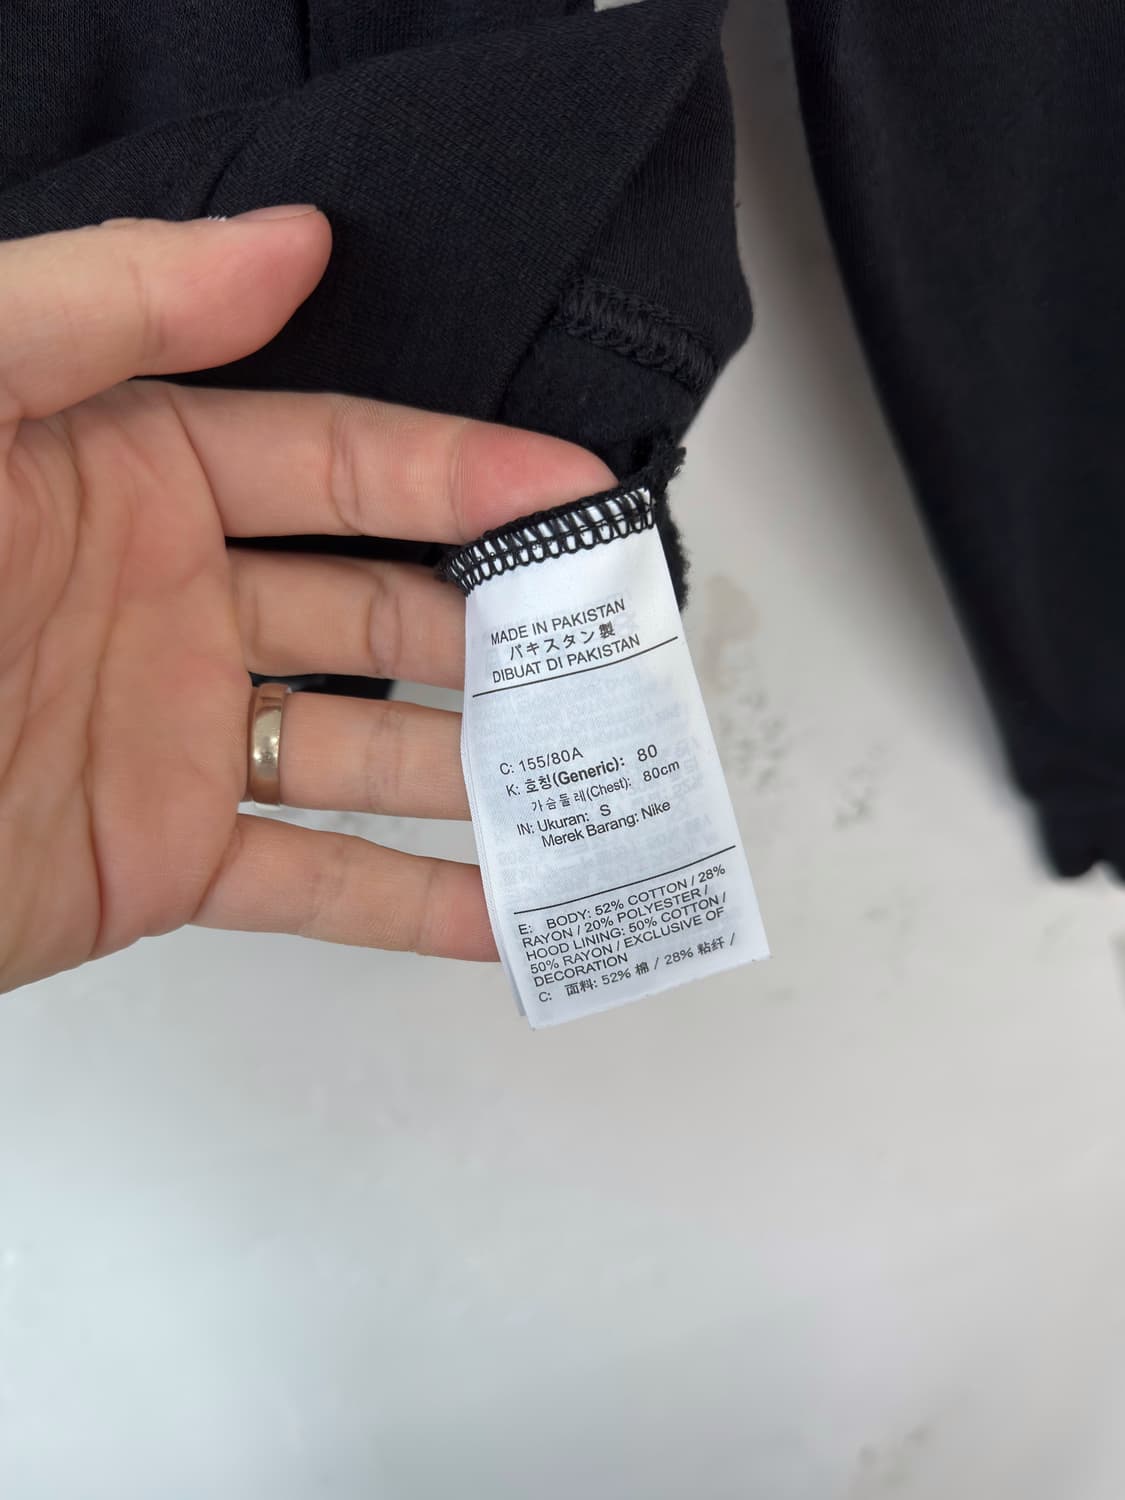 MADE IN PAKISTAN
パキスタン製
DIBUAT DI PAKISTAN
C: 155/80A
K: 호칭(Generic): 80
가슴둘레(Chest): 80cm
IN: Ukuran: S
Merek Barang: Nike
E: BODY: 52% COTTON / 28%
RAYON / 20% POLYESTER /
HOOD LINING: 50% COTTON /
50% RAYON / EXCLUSIVE OF
DECORATION
C: 面料: 52% 棉 / 28% 粘纤 /